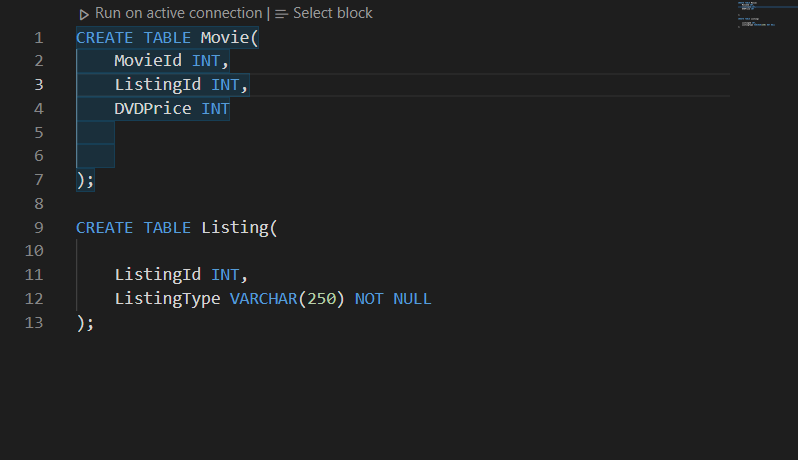 Run on active connection | Select block
1 CREATE TABLE Movie(
2 MovieId INT,
3 ListingId INT,
4 DVDPrice INT
5
6
7 );
8
9 CREATE TABLE Listing(
10
11 ListingId INT,
12 ListingType VARCHAR(250) NOT NULL
13 );